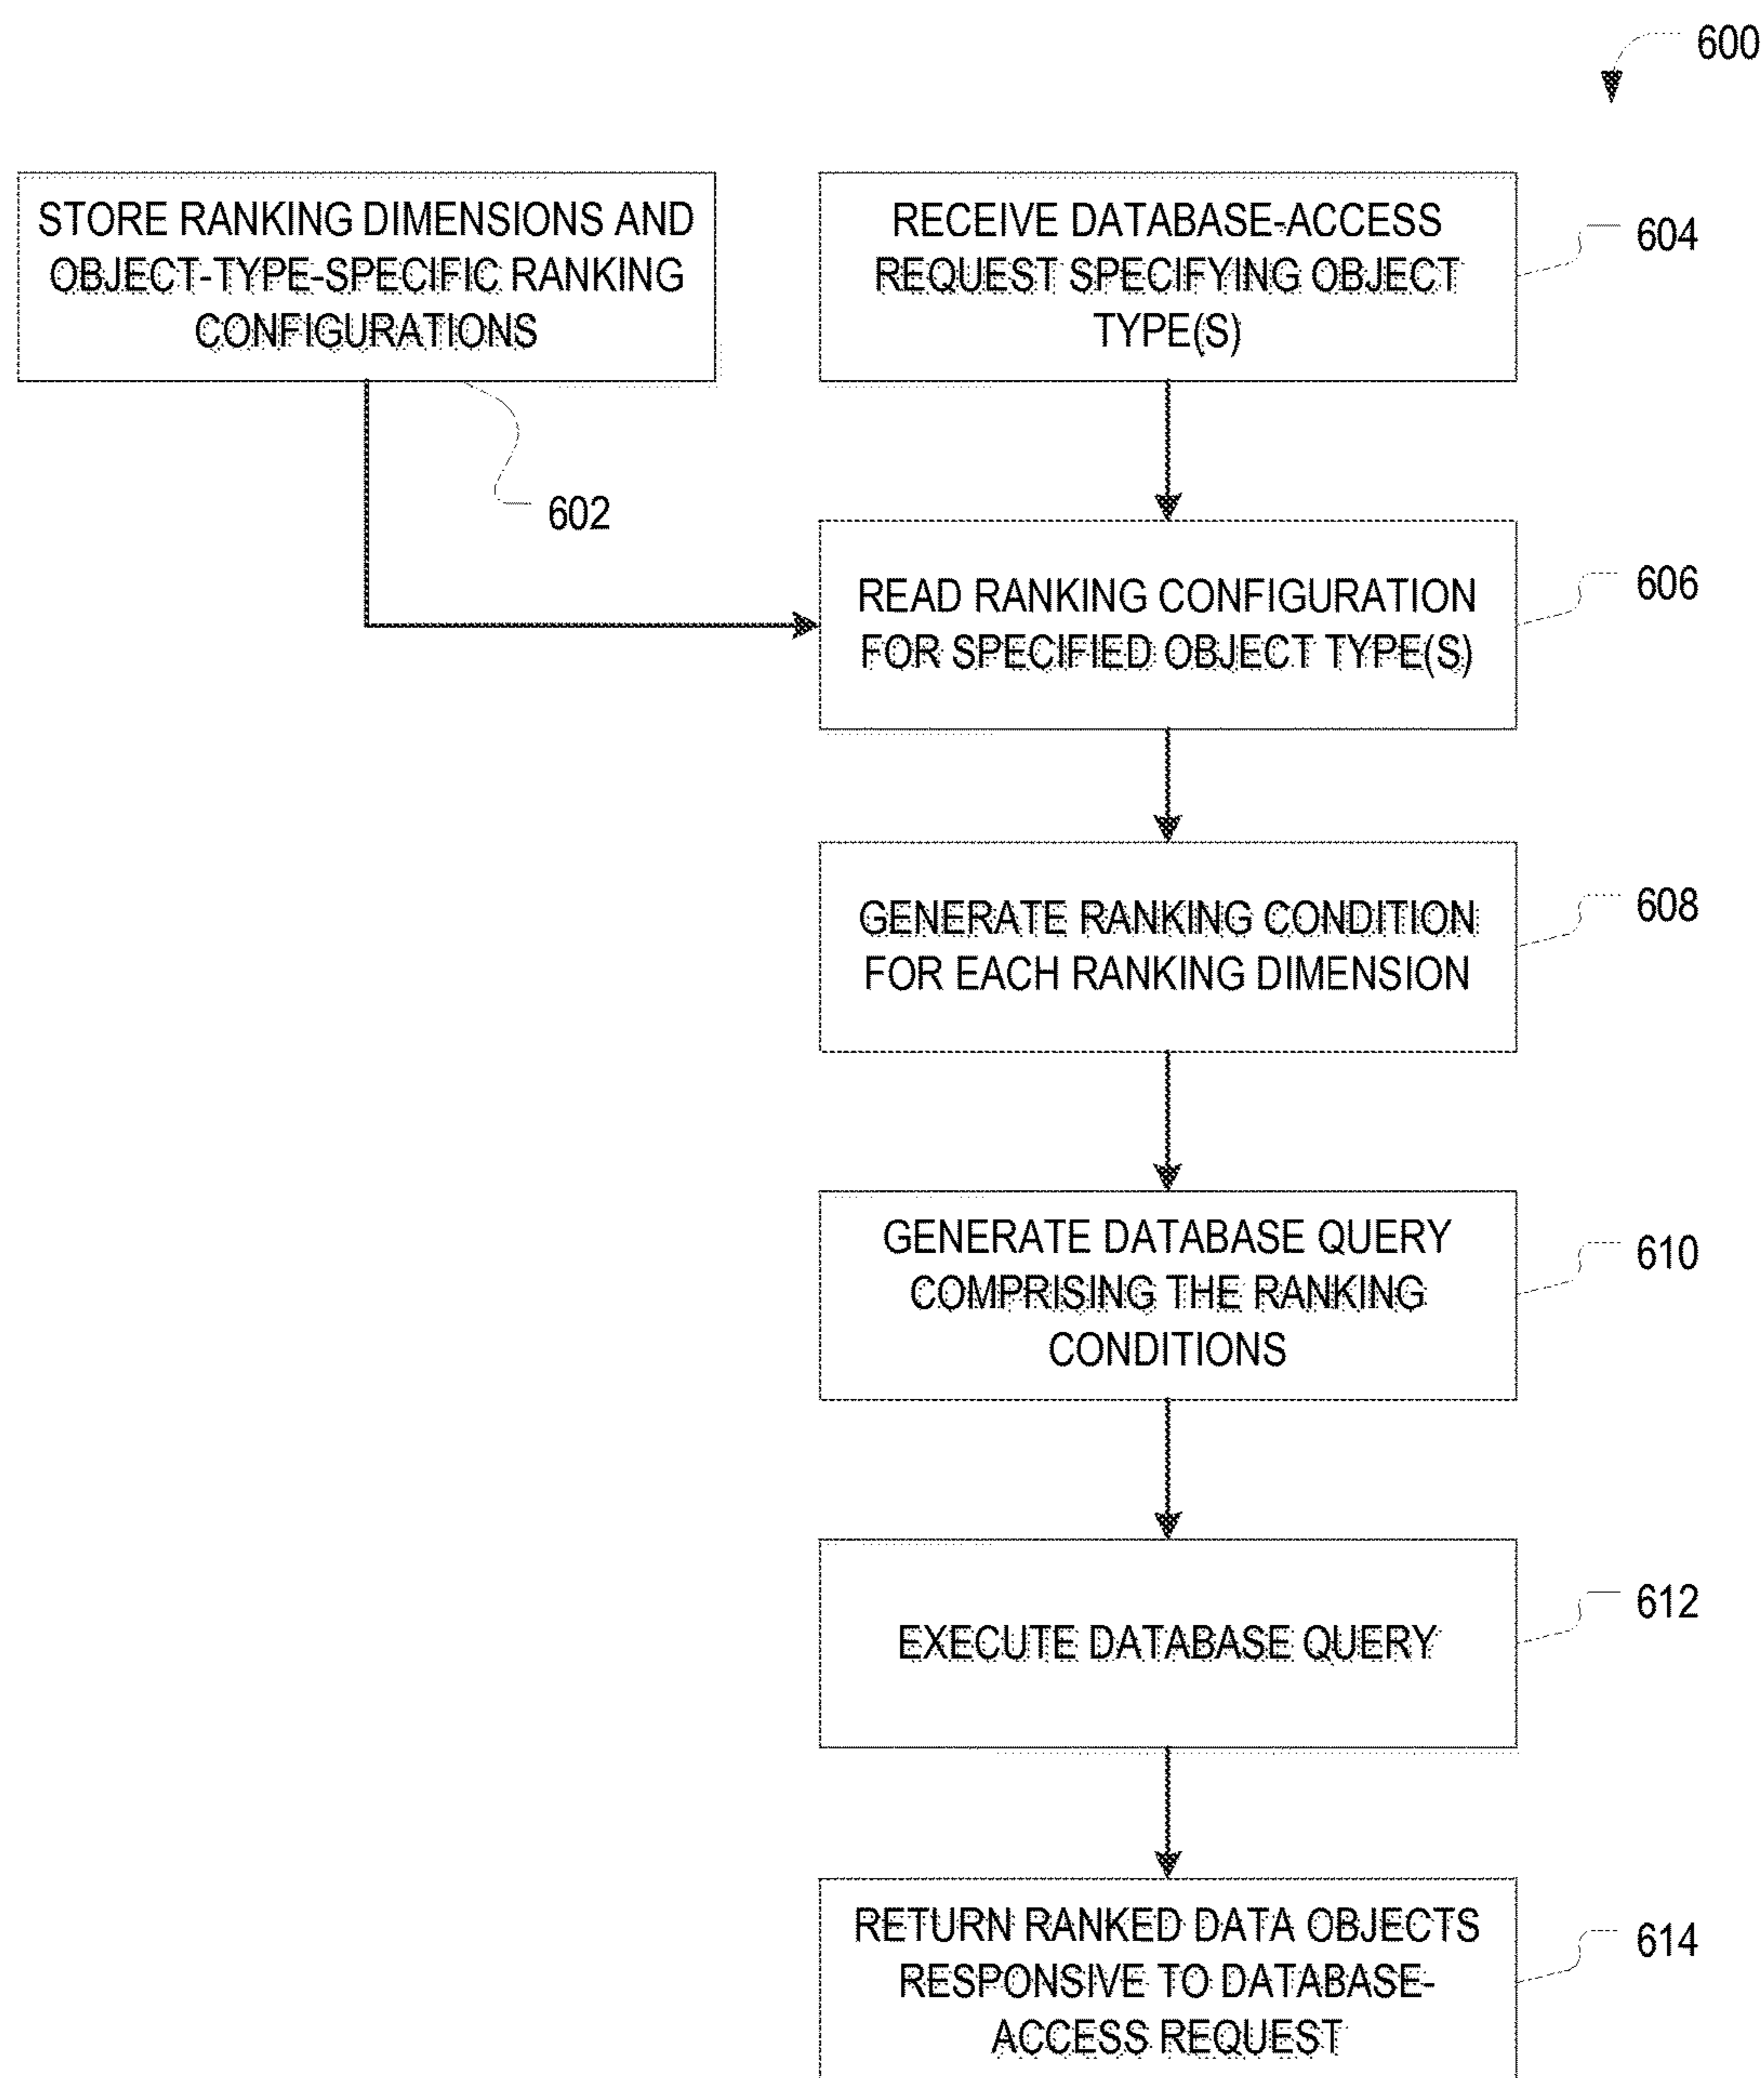 600
STORE RANKING DIMENSIONS AND
OBJECT-TYPE-SPECIFIC RANKING
CONFIGURATIONS
602
RECEIVE DATABASE-ACCESS
REQUEST SPECIFYING OBJECT
TYPE(S)
604
READ RANKING CONFIGURATION
FOR SPECIFIED OBJECT TYPE(S)
606
GENERATE RANKING CONDITION
FOR EACH RANKING DIMENSION
608
GENERATE DATABASE QUERY
COMPRISING THE RANKING
CONDITIONS
610
EXECUTE DATABASE QUERY
612
RETURN RANKED DATA OBJECTS
RESPONSIVE TO DATABASE-
ACCESS REQUEST
614